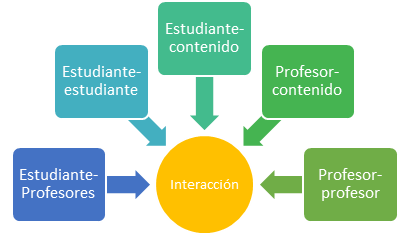 Estudiante-
contenido
Estudiante-
estudiante
Profesor-
contenido
Estudiante-
Profesores
Interacción
Profesor-
profesor